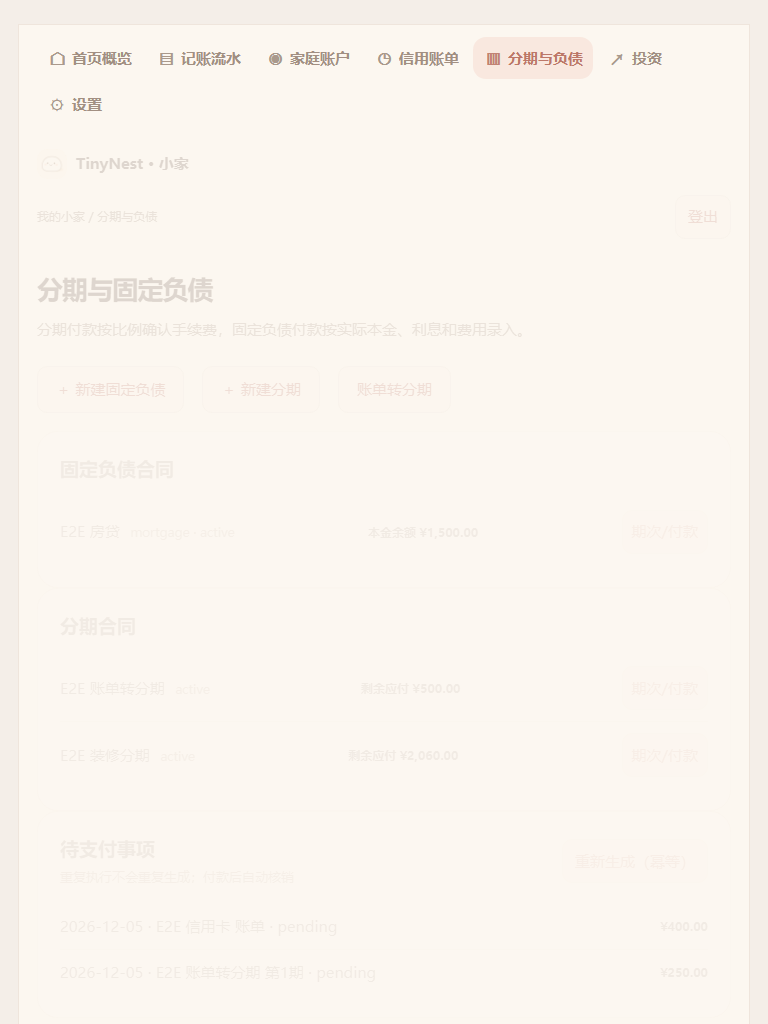 首页概览 记账流水 家庭账户 信用账单 分期与负债 投资
设置
TinyNest • 小家
我的小家 / 分期与负债
登出
分期与固定负债
分期付款按比例确认手续费，固定负债付款按实际本金、利息和费用录入。
+ 新建固定负债 + 新建分期 账单转分期
固定负债合同
E2E 房贷 mortgage · active 本金余额 ¥1,500.00 期次/付款
分期合同
E2E 账单转分期 active 剩余应付 ¥500.00 期次/付款
E2E 装修分期 active 剩余应付 ¥2,060.00 期次/付款
待支付事项
重复执行不会重复生成；付款后自动核销
重新生成（幂等）
2026-12-05 · E2E 信用卡 账单 · pending ¥400.00
2026-12-05 · E2E 账单转分期 第1期 · pending ¥250.00